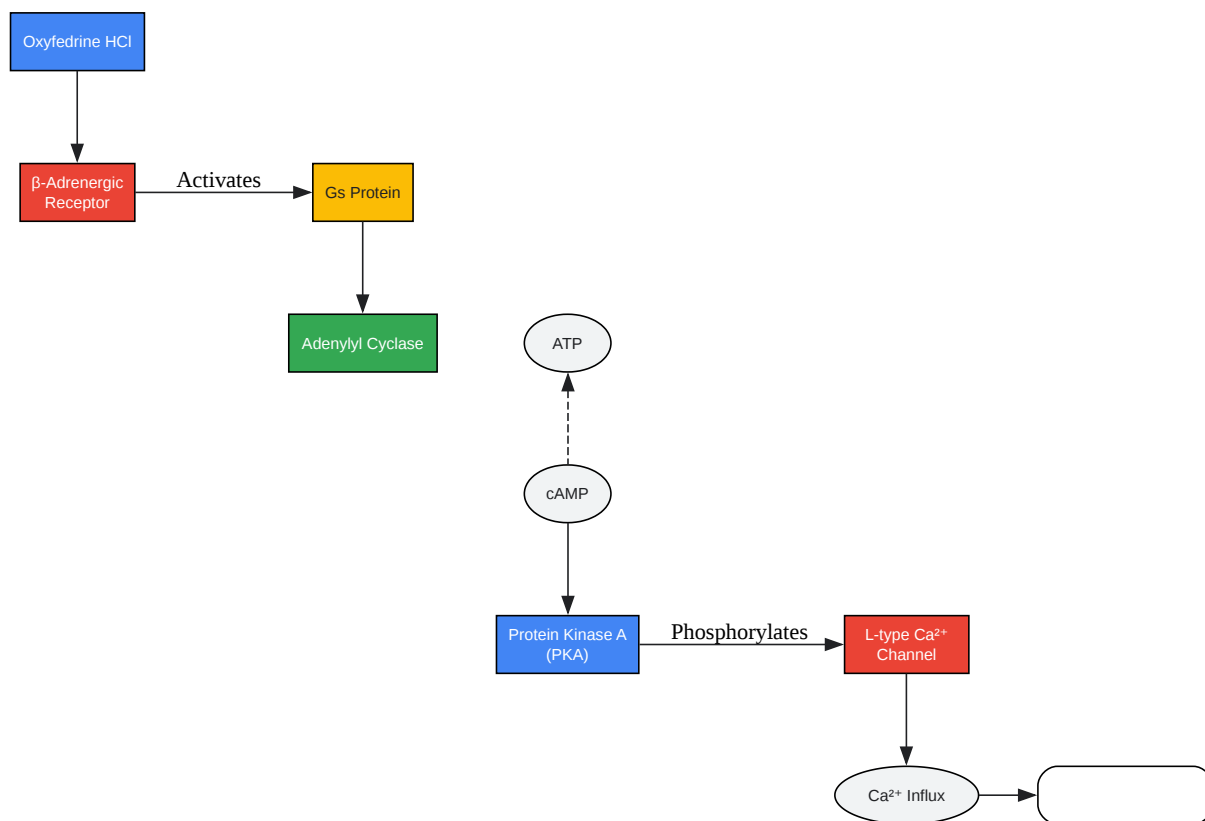 Oxyfedrine HCl
β-Adrenergic
Receptor
Activates
Gs Protein
Adenylyl Cyclase
ATP
cAMP
Protein Kinase A
(PKA)
Phosphorylates
L-type Ca²⁺
Channel
Ca²⁺ Influx